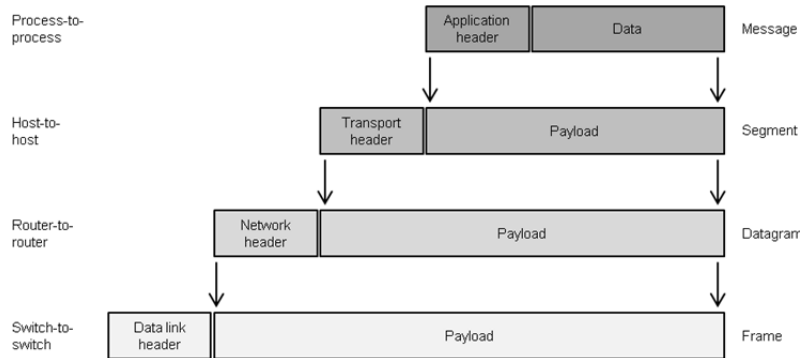 Process-to-
process
Application
header
Data
Message
Host-to-
host
Transport
header
Payload
Segment
Router-to-
router
Network
header
Payload
Datagram
Switch-to-
switch
Data link
header
Payload
Frame